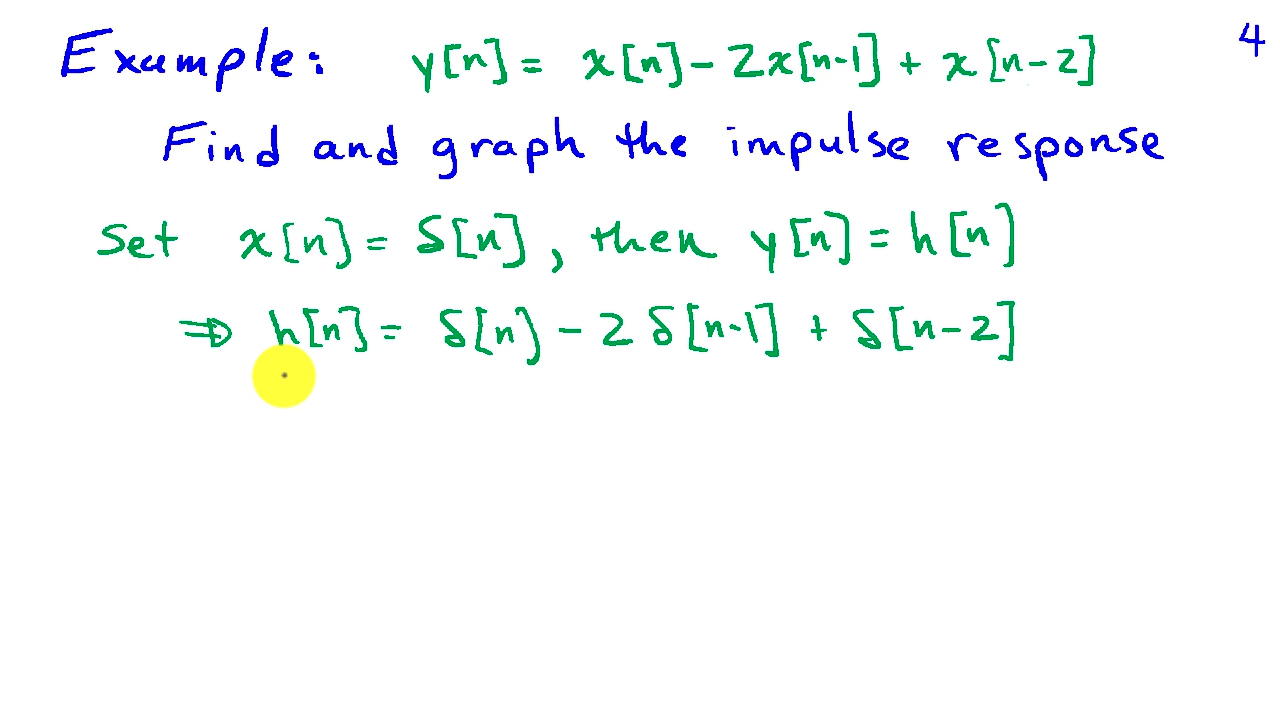 Example: y[n] = x[n] - 2x[n-1] + x[n-2] 4
Find and graph the impulse response
Set x[n] = δ[n], then y[n] = h[n]
⇒ h[n] = δ[n] - 2δ[n-1] + δ[n-2]